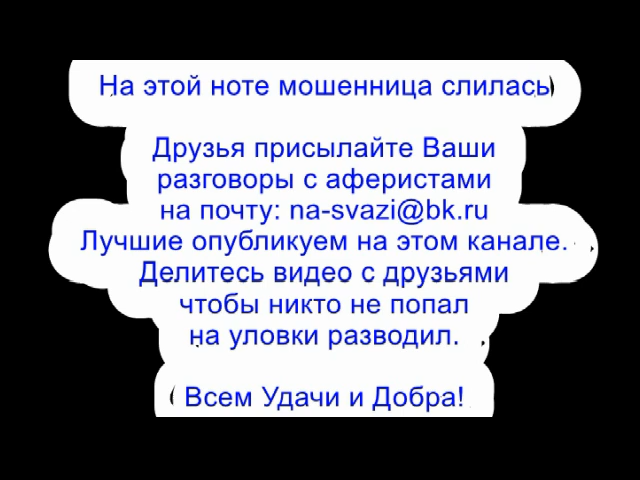 На этой ноте мошенница слилась
Друзья присылайте Ваши
разговоры с аферистами
на почту: na-svazi@bk.ru
Лучшие опубликуем на этом канале.
Делитесь видео с друзьями
чтобы никто не попал
на уловки разводил.
Всем Удачи и Добра!